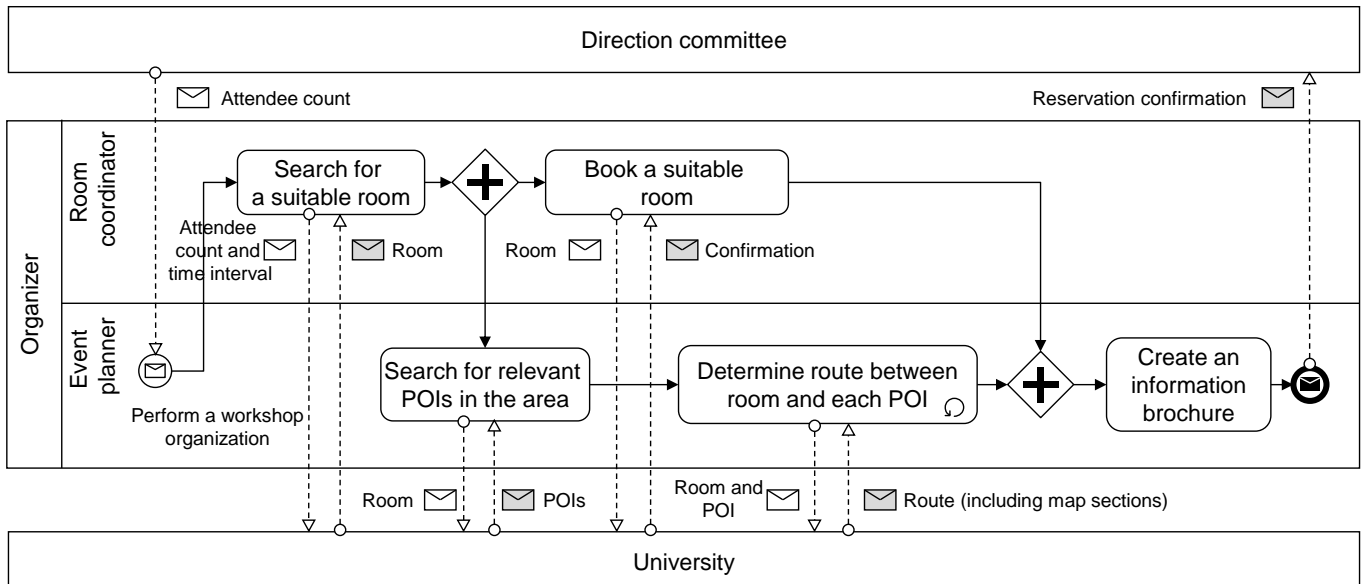 Direction committee
Attendee count
Reservation confirmation
Organizer
Room
coordinator
Search for
a suitable room
Book a suitable
room
Attendee
count and
time interval
Room
Room
Confirmation
Event
planner
Perform a workshop
organization
Search for relevant
POIs in the area
Determine route between
room and each POI
Create an
information
brochure
Room
POIs
Room and
POI
Route (including map sections)
University